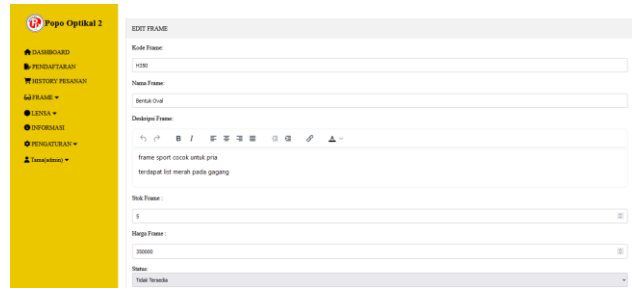 Popo Optikal 2
DASHBOARD
PENDAFTARAN
HISTORY PESANAN
FRAME
LENSA
INFORMASI
PENGATURAN
Tama(admin)
EDIT FRAME
Kode Frame:
H350
Nama Frame:
Bentuk Oval
Deskripsi Frame:
B I A
frame sport cocok untuk pria
terdapat list merah pada gagang
Stok Frame :
5
Harga Frame :
350000
Status:
Tidak Tersedia